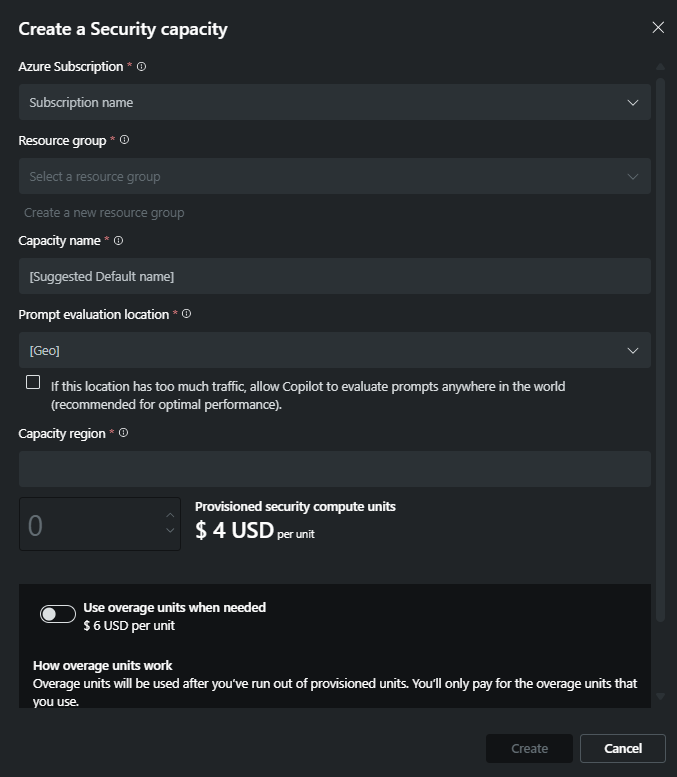 Create a Security capacity
Azure Subscription *
Subscription name
Resource group *
Select a resource group
Create a new resource group
Capacity name *
[Suggested Default name]
Prompt evaluation location *
[Geo]
If this location has too much traffic, allow Copilot to evaluate prompts anywhere in the world
(recommended for optimal performance).
Capacity region *
0
Provisioned security compute units
$ 4 USD per unit
Use overage units when needed
$ 6 USD per unit
How overage units work
Overage units will be used after you've run out of provisioned units. You'll only pay for the overage units that
you use.
Create
Cancel